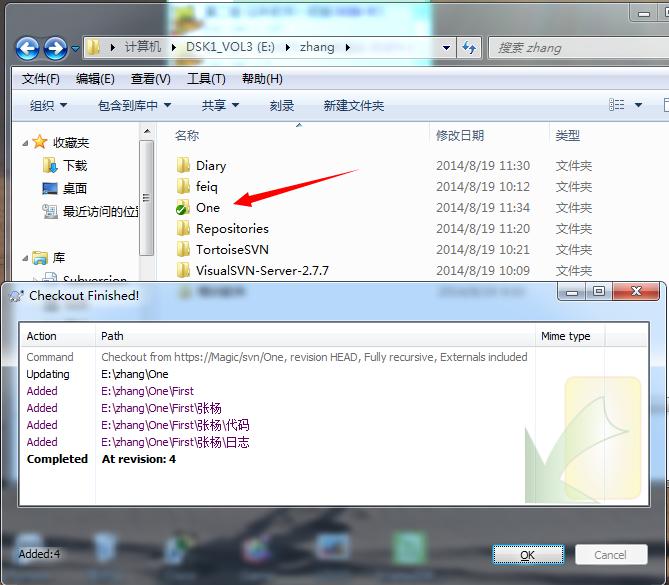 计算机 DSK1_VOL3 (E:) zhang 搜索 zhang
文件(F) 编辑(E) 查看(V) 工具(T) 帮助(H)
组织 包含到库中 共享 刻录 新建文件夹
名称 修改日期 类型
收藏夹
下载
桌面
最近访问的位
库
Subversion
Diary 2014/8/19 11:30 文件夹
feiq 2014/8/19 10:12 文件夹
One 2014/8/19 11:34 文件夹
Repositories 2014/8/19 11:20 文件夹
TortoiseSVN 2014/8/19 10:21 文件夹
VisualSVN-Server-2.7.7 2014/8/19 10:09 文件夹
Checkout Finished!
Action Path Mime type
Command Checkout from https://Magic/svn/One, revision HEAD, Fully recursive, Externals included
Updating E:\zhang\One
Added E:\zhang\One\First
Added E:\zhang\One\First\张杨
Added E:\zhang\One\First\张杨\代码
Added E:\zhang\One\First\张杨\日志
Completed At revision: 4
Added:4 OK Cancel